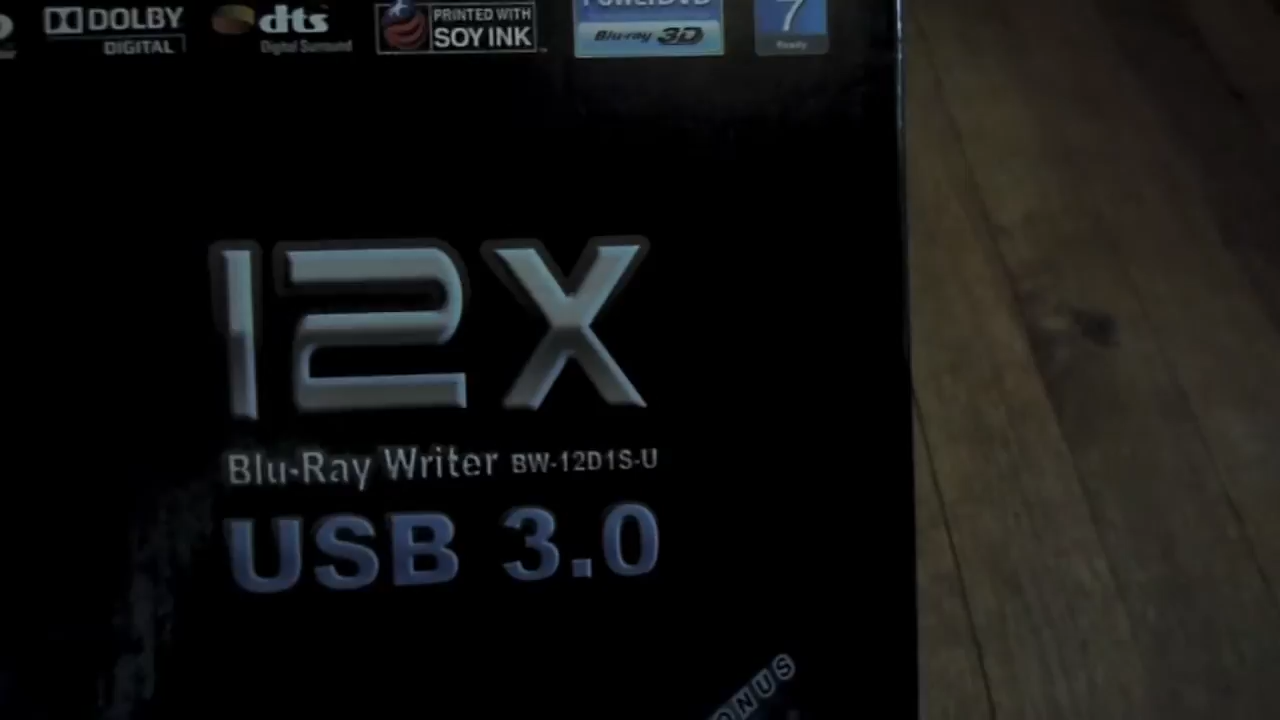 DOLBY
DIGITAL
dts
Digital Surround
PRINTED WITH
SOY INK
Blu-ray 3D
7
Ready
12X
Blu-Ray Writer BW-12D1S-U
USB 3.0